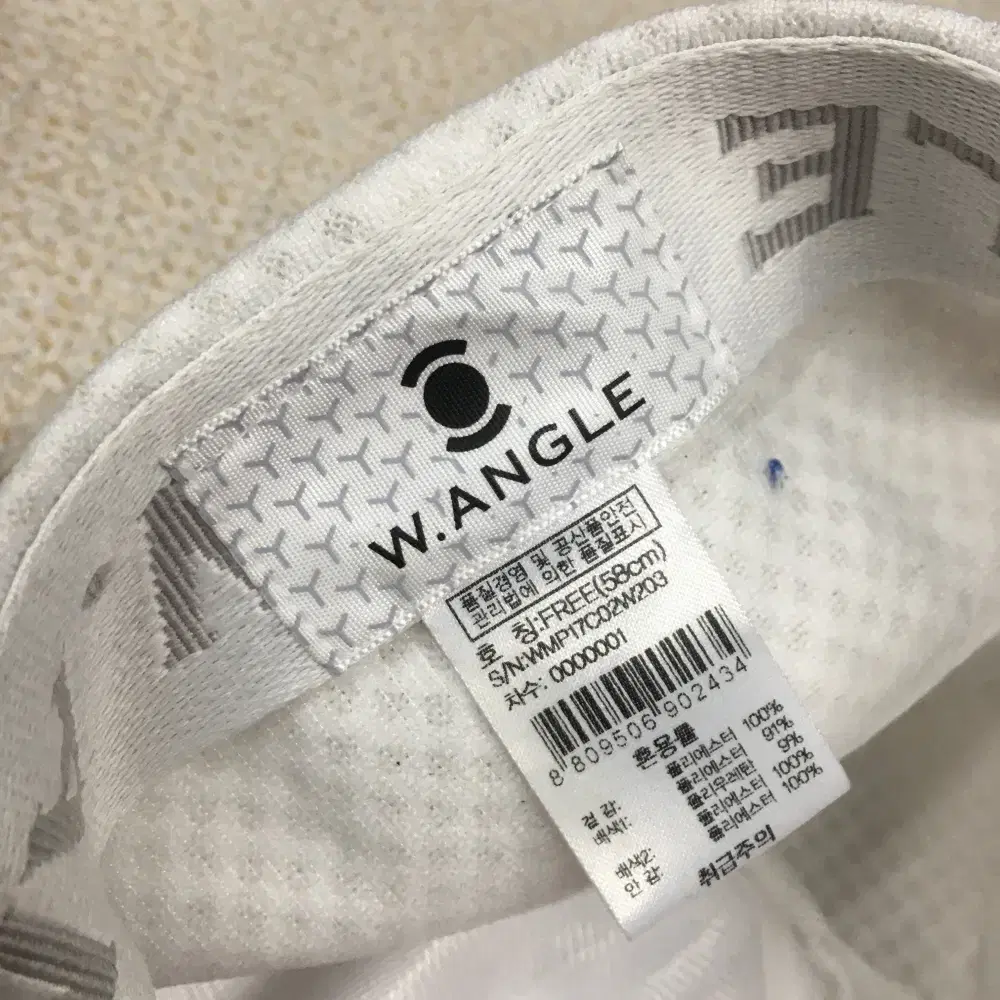 W.ANGLE
품질경영 및 공산품안전
관리법에 의한 품질표시
호 칭:FREE(58cm)
S/N:WMP17C02W203
차수: 0000001
8 809506 902434
혼용률
겉 감: 폴리에스터 100%
배색1: 폴리에스터 91%
폴리우레탄 9%
배색2: 폴리에스터 100%
안 감: 폴리에스터 100%
취급주의